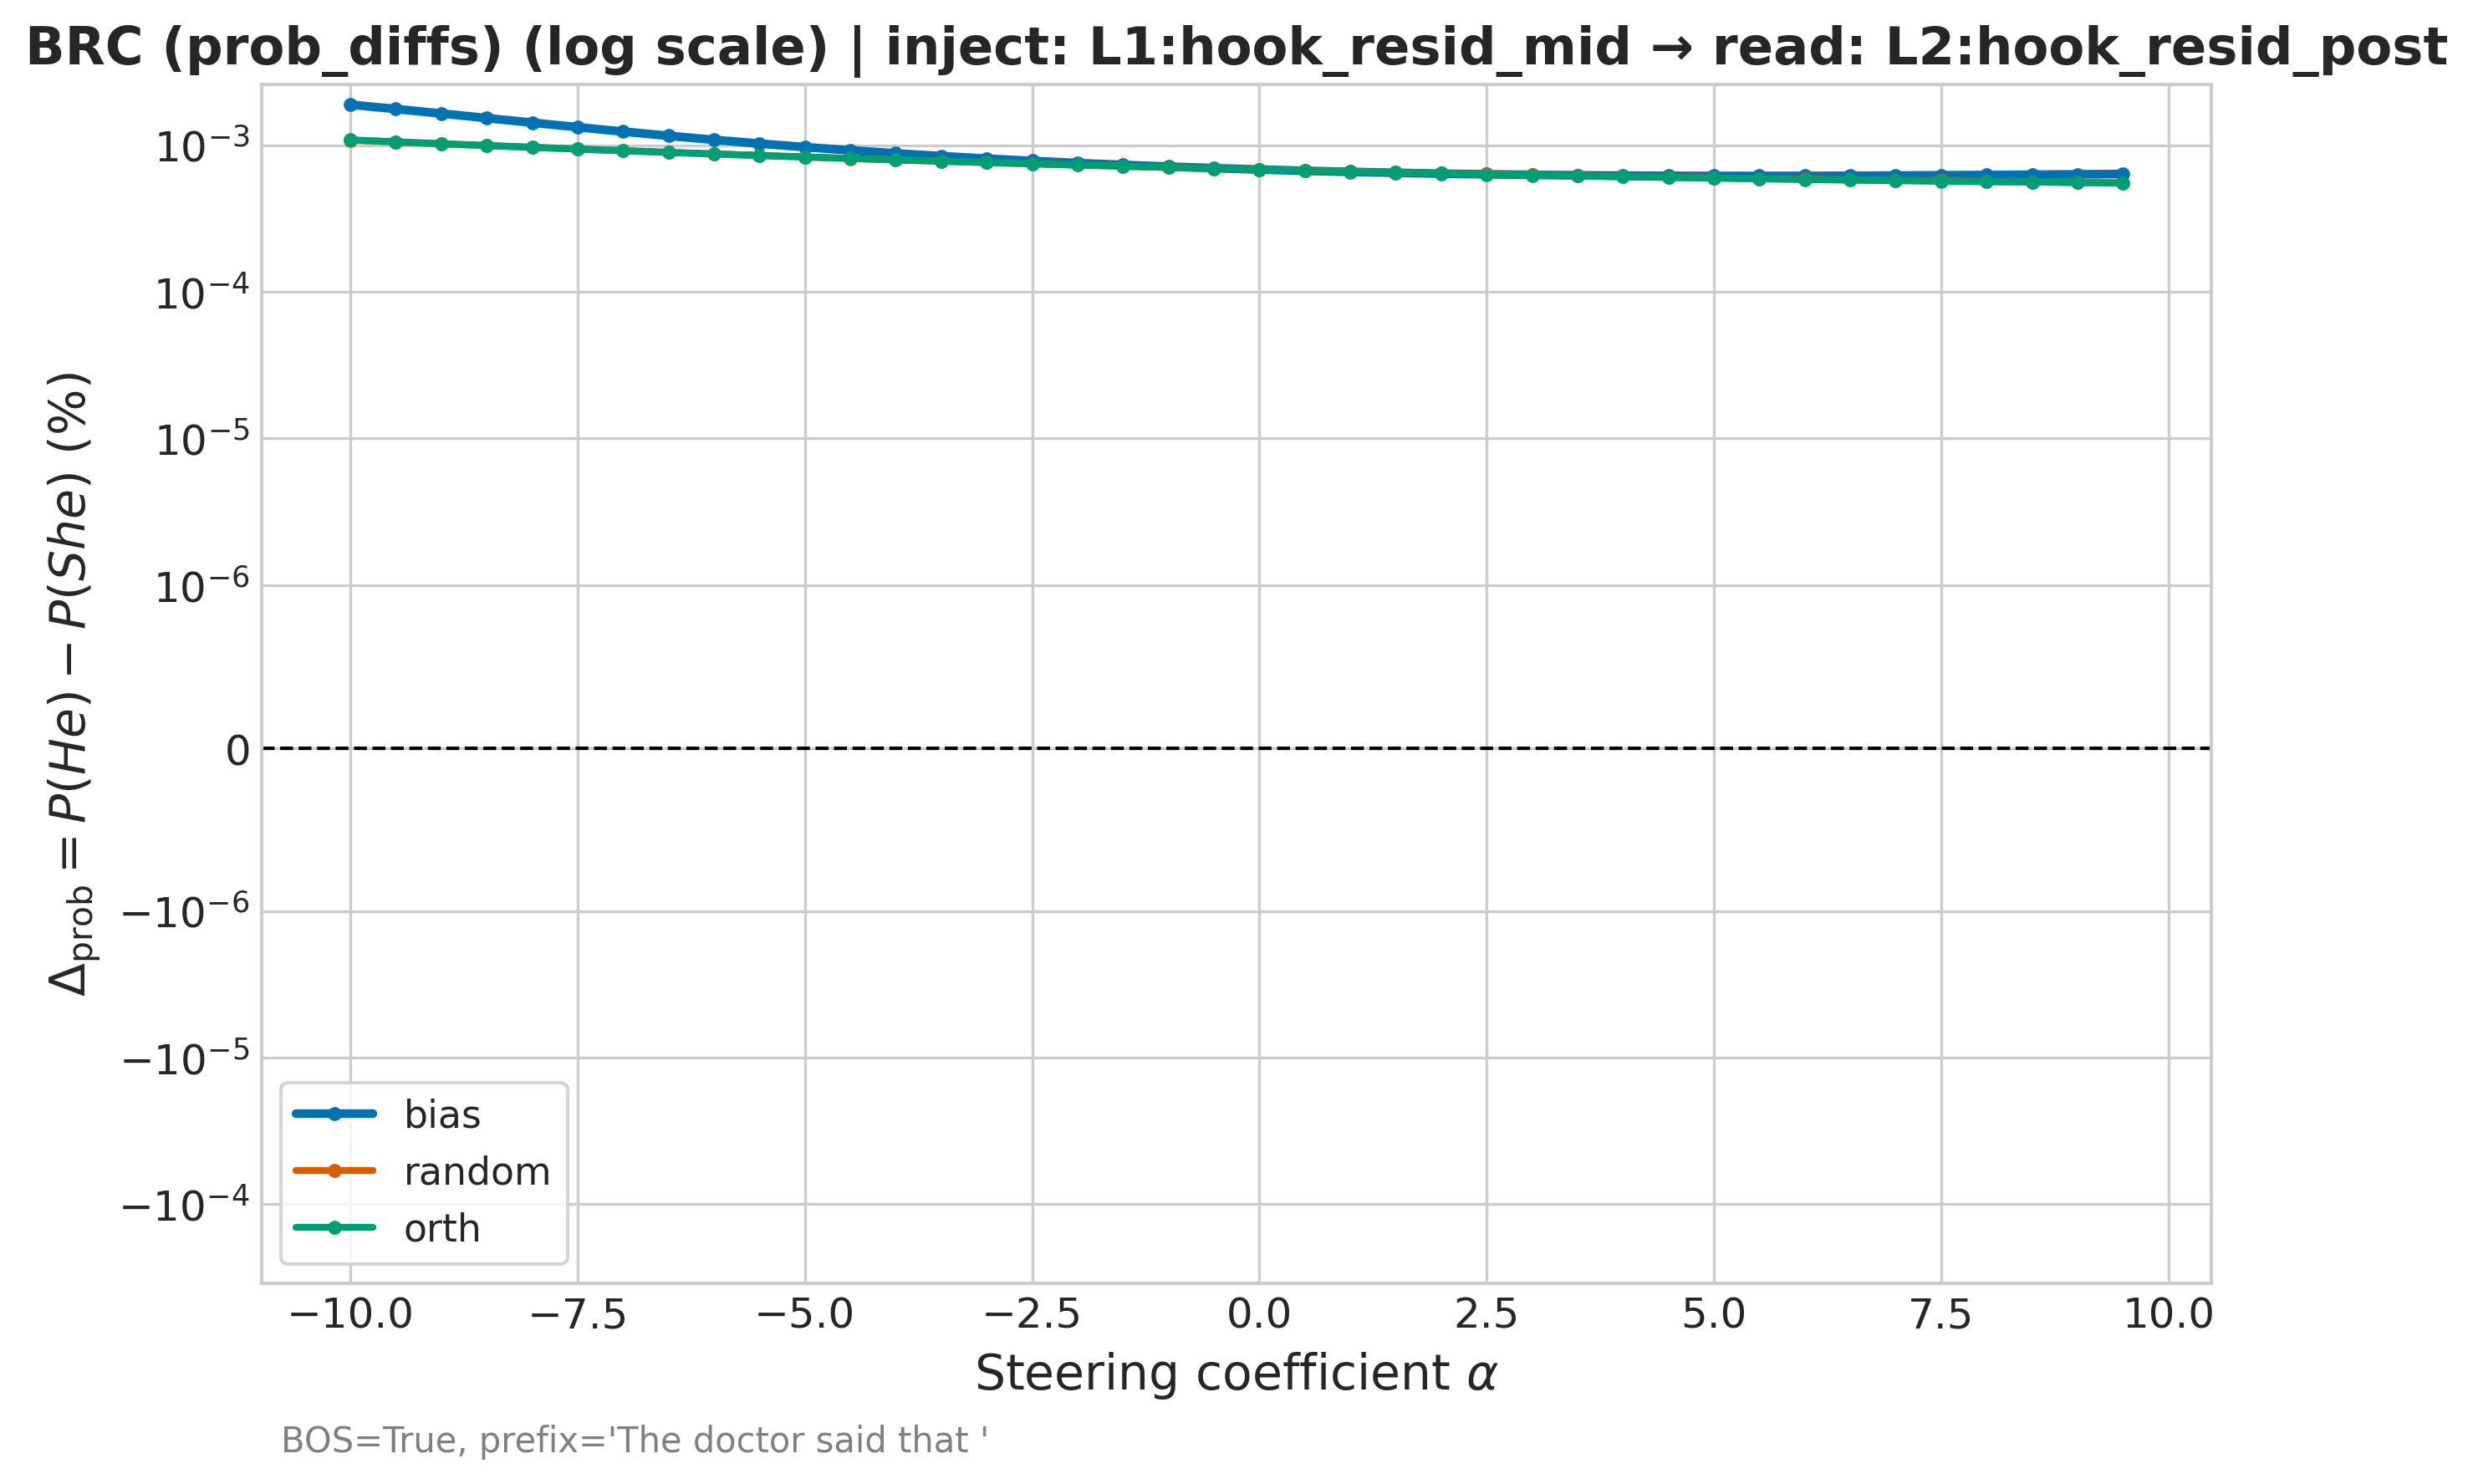 BRC (prob_diffs) (log scale) | inject: L1:hook_resid_mid → read: L2:hook_resid_post
10⁻³
10⁻⁴
10⁻⁵
10⁻⁶
0
−10⁻⁶
−10⁻⁵
−10⁻⁴
Δprob = P(He) − P(She) (%)
bias
random
orth
−10.0 −7.5 −5.0 −2.5 0.0 2.5 5.0 7.5 10.0
Steering coefficient α
BOS=True, prefix='The doctor said that '